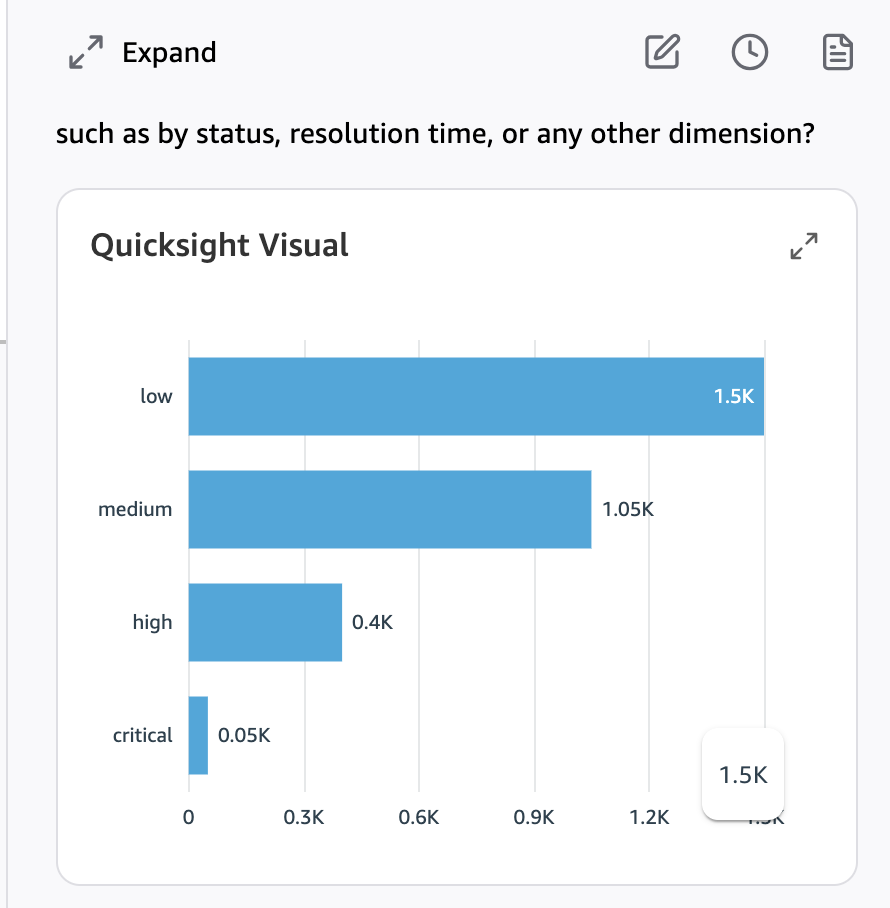 Expand
such as by status, resolution time, or any other dimension?
Quicksight Visual
low
1.5K
medium
1.05K
high
0.4K
critical
0.05K
1.5K
0 0.3K 0.6K 0.9K 1.2K